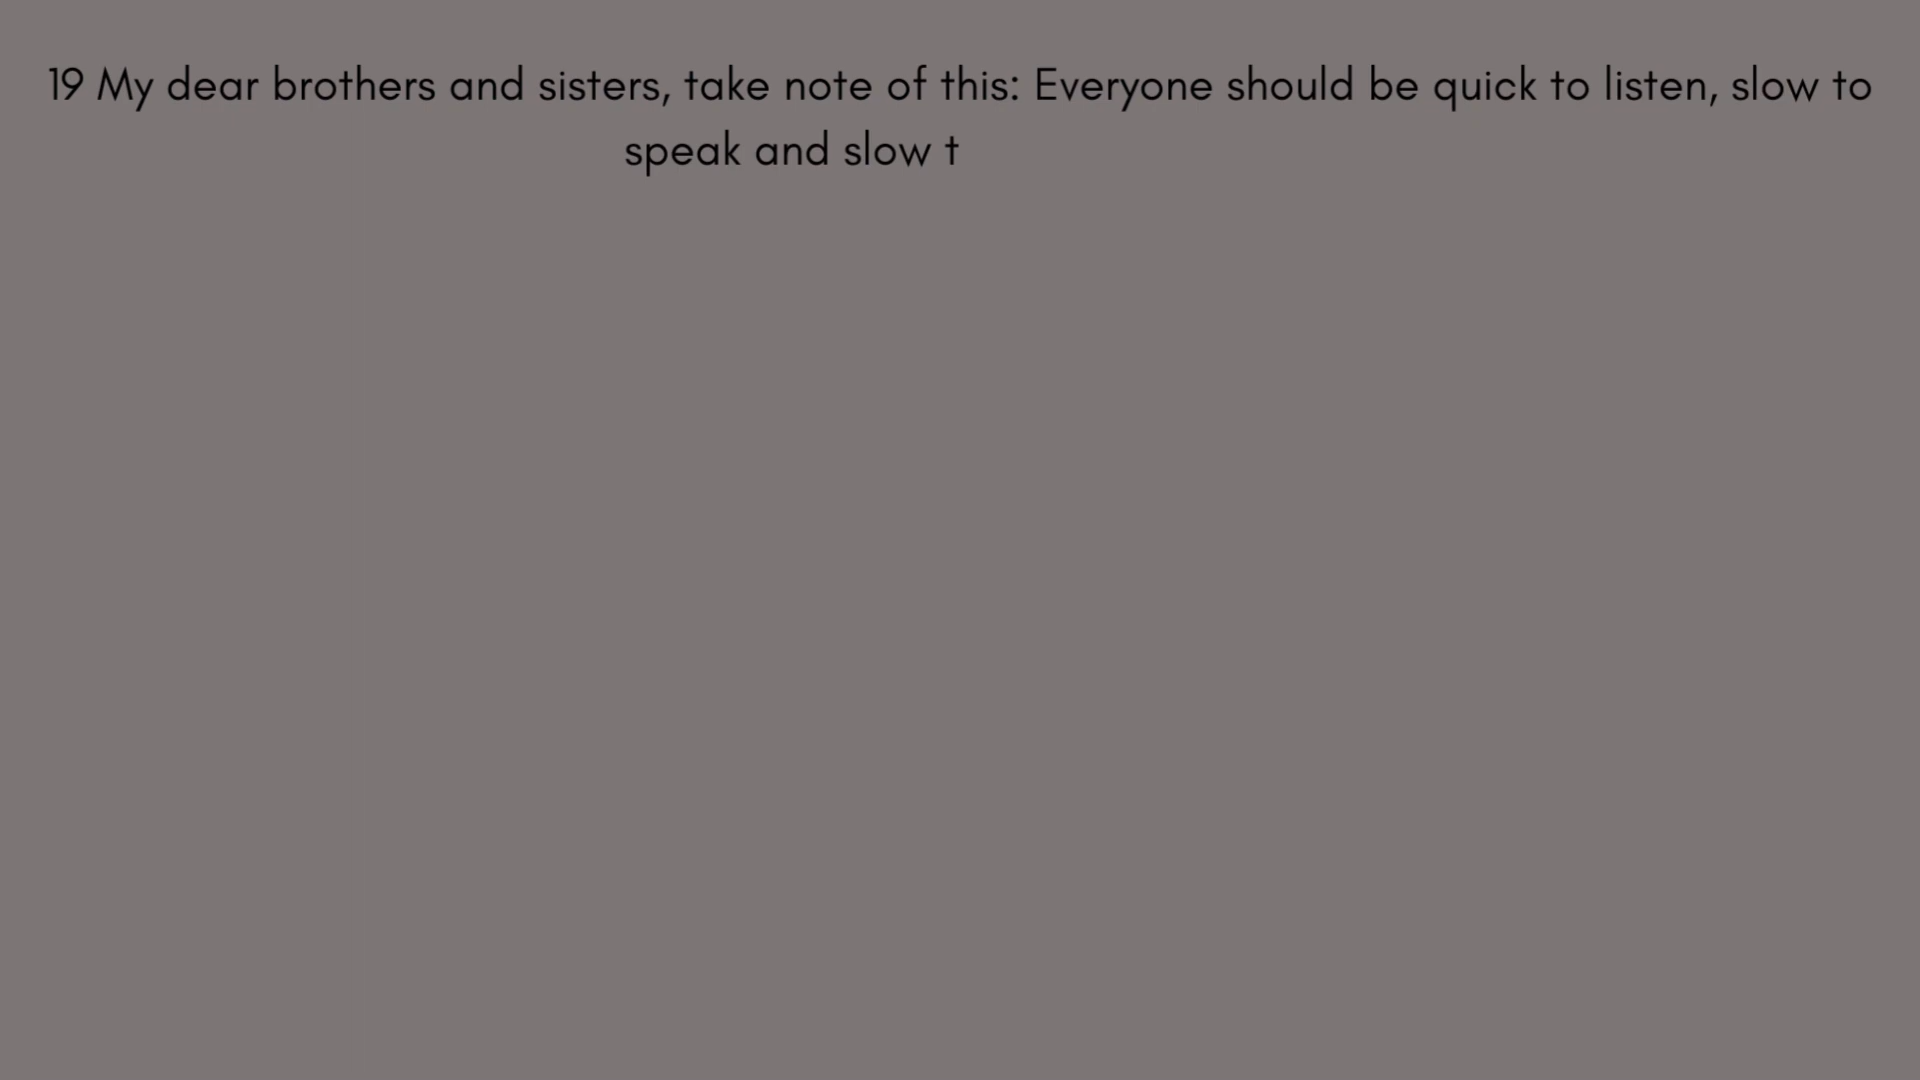 19 My dear brothers and sisters, take note of this: Everyone should be quick to listen, slow to
speak and slow t